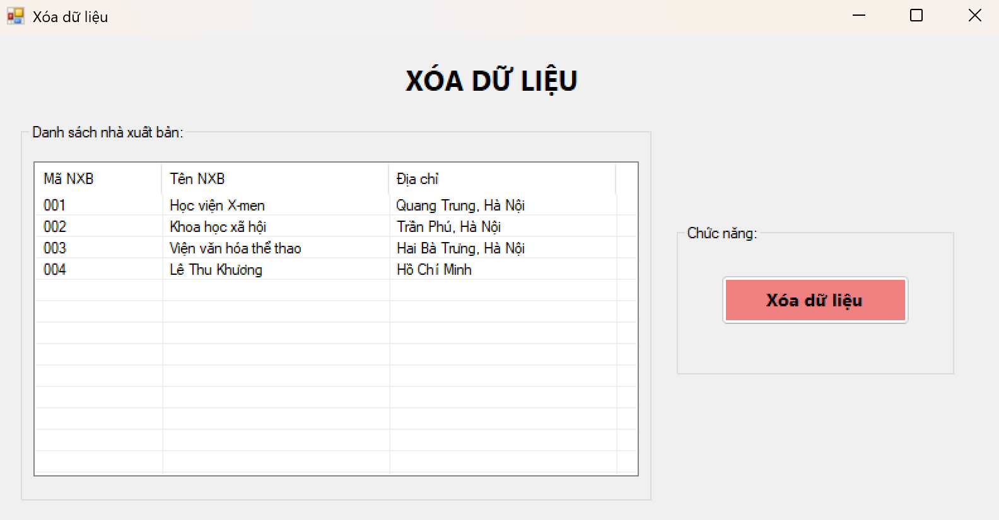 Xóa dữ liệu
XÓA DỮ LIỆU
Danh sách nhà xuất bản:
Mã NXB Tên NXB Địa chỉ
001 Học viện X-men Quang Trung, Hà Nội
002 Khoa học xã hội Trần Phú, Hà Nội
003 Viện văn hóa thể thao Hai Bà Trưng, Hà Nội
004 Lê Thu Khương Hồ Chí Minh
Chức năng:
Xóa dữ liệu